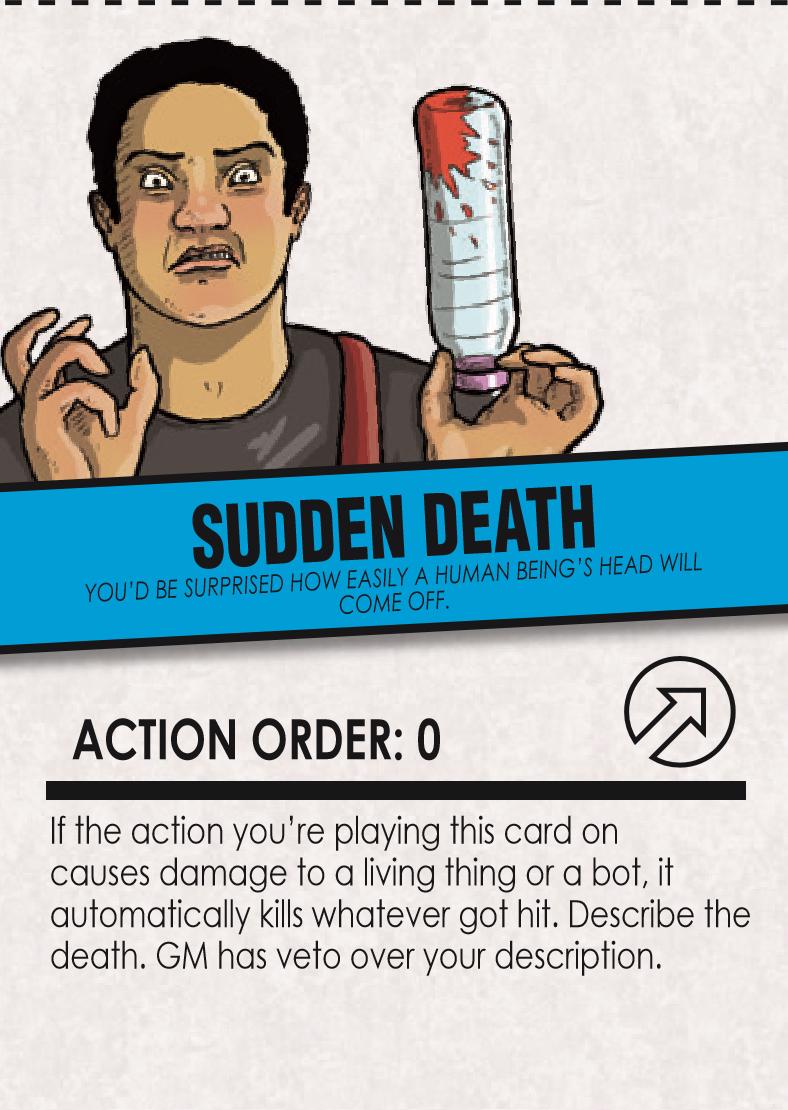 SUDDEN DEATH
YOU'D BE SURPRISED HOW EASILY A HUMAN BEING'S HEAD WILL
COME OFF.
ACTION ORDER: 0
If the action you're playing this card on
causes damage to a living thing or a bot, it
automatically kills whatever got hit. Describe the
death. GM has veto over your description.